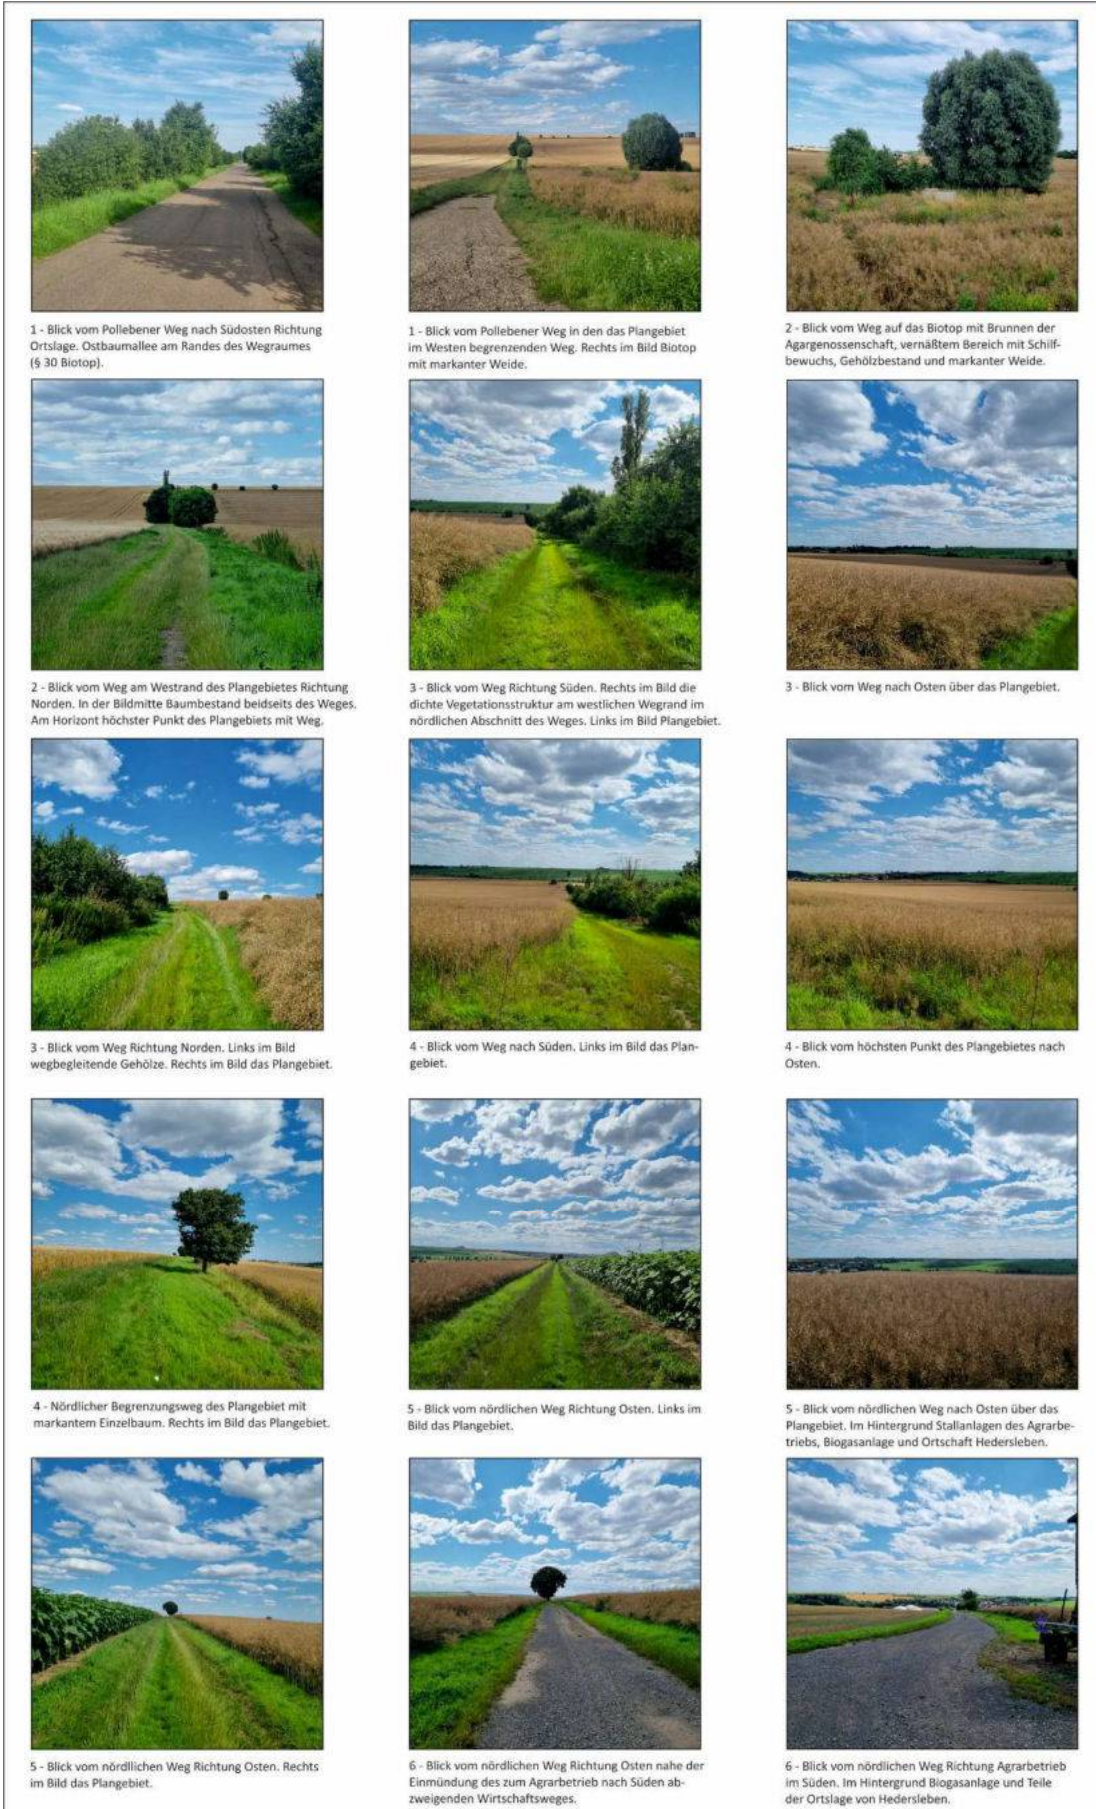 1 - Blick vom Pollebener Weg nach Südosten Richtung
Ortslage. Ostbaumallee am Randes des Wegraumes
(§ 30 Biotop).
1 - Blick vom Pollebener Weg in den das Plangebiet
im Westen begrenzenden Weg. Rechts im Bild Biotop
mit markanter Weide.
2 - Blick vom Weg auf das Biotop mit Brunnen der
Agargenossenschaft, vernäßtem Bereich mit Schilf-
bewuchs, Gehölzbestand und markanter Weide.
2 - Blick vom Weg am Westrand des Plangebietes Richtung
Norden. In der Bildmitte Baumbestand beidseits des Weges.
Am Horizont höchster Punkt des Plangebiets mit Weg.
3 - Blick vom Weg Richtung Süden. Rechts im Bild die
dichte Vegetationsstruktur am westlichen Wegrand im
nördlichen Abschnitt des Weges. Links im Bild Plangebiet.
3 - Blick vom Weg nach Osten über das Plangebiet.
3 - Blick vom Weg Richtung Norden. Links im Bild
wegbegleitende Gehölze. Rechts im Bild das Plangebiet.
4 - Blick vom Weg nach Süden. Links im Bild das Plan-
gebiet.
4 - Blick vom höchsten Punkt des Plangebietes nach
Osten.
4 - Nördlicher Begrenzungsweg des Plangebiet mit
markantem Einzelbaum. Rechts im Bild das Plangebiet.
5 - Blick vom nördlichen Weg Richtung Osten. Links im
Bild das Plangebiet.
5 - Blick vom nördlichen Weg nach Osten über das
Plangebiet. Im Hintergrund Stallanlagen des Agrarbe-
triebs, Biogasanlage und Ortschaft Hedersleben.
5 - Blick vom nördllichen Weg Richtung Osten. Rechts
im Bild das Plangebiet.
6 - Blick vom nördlichen Weg Richtung Osten nahe der
Einmündung des zum Agrarbetrieb nach Süden ab-
zweigenden Wirtschaftsweges.
6 - Blick vom nördlichen Weg Richtung Agrarbetrieb
im Süden. Im Hintergrund Biogasanlage und Teile
der Ortslage von Hedersleben.